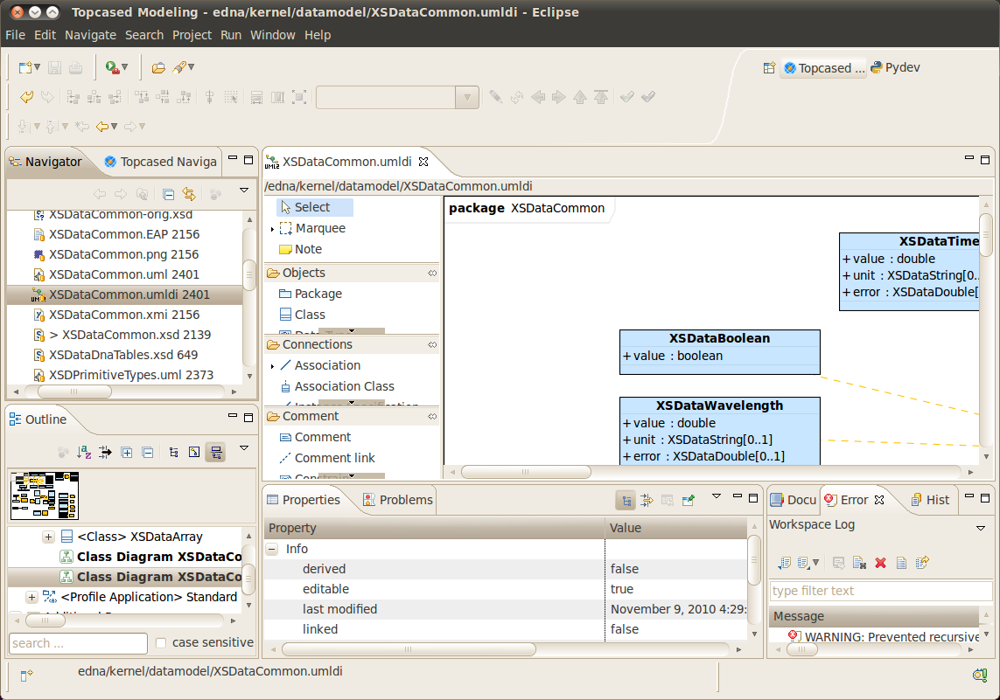 Topcased Modeling - edna/kernel/datamodel/XSDataCommon.umldi - Eclipse
File Edit Navigate Search Project Run Window Help
Topcased ... Pydev
Navigator Topcased Naviga
XSDataCommon-orig.xsd
XSDataCommon.EAP 2156
XSDataCommon.png 2156
XSDataCommon.uml 2401
XSDataCommon.umldi 2401
XSDataCommon.xmi 2156
> XSDataCommon.xsd 2139
XSDataDnaTables.xsd 649
XSDPrimitiveTypes.uml 2373
Outline
<Class> XSDataArray
Class Diagram XSDataCo
Class Diagram XSDataCo
<Profile Application> Standard
search ... case sensitive
XSDataCommon.umldi
/edna/kernel/datamodel/XSDataCommon.umldi
Select
Marquee
Note
Objects
Package
Class
Connections
Association
Association Class
Comment
Comment
Comment link
package XSDataCommon
XSDataTime
+ value : double
+ unit : XSDataString[0..
+ error : XSDataDouble[
XSDataBoolean
+ value : boolean
XSDataWavelength
+ value : double
+ unit : XSDataString[0..1]
+ error : XSDataDouble[0..1]
Properties Problems
Property Value
Info
derived false
editable true
last modified November 9, 2010 4:29:
linked false
Docu Error Hist
Workspace Log
type filter text
Message
WARNING: Prevented recursive
edna/kernel/datamodel/XSDataCommon.umldi